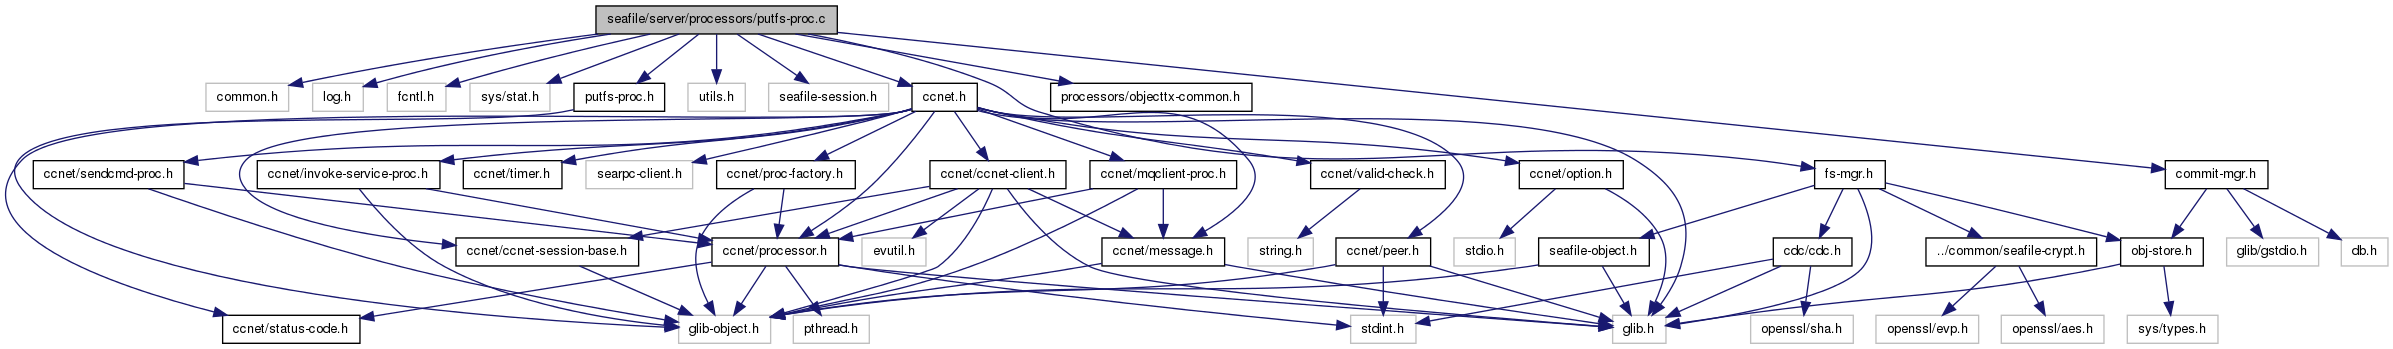 seafile/server/processors/putfs-proc.c
common.h
log.h
fcntl.h
sys/stat.h
putfs-proc.h
utils.h
seafile-session.h
ccnet.h
processors/objecttx-common.h
ccnet/sendcmd-proc.h
ccnet/invoke-service-proc.h
ccnet/timer.h
searpc-client.h
ccnet/proc-factory.h
ccnet/ccnet-client.h
ccnet/mqclient-proc.h
ccnet/valid-check.h
ccnet/option.h
fs-mgr.h
commit-mgr.h
ccnet/ccnet-session-base.h
ccnet/processor.h
evutil.h
ccnet/message.h
string.h
ccnet/peer.h
stdio.h
seafile-object.h
cdc/cdc.h
../common/seafile-crypt.h
obj-store.h
glib/gstdio.h
db.h
ccnet/status-code.h
glib-object.h
pthread.h
stdint.h
glib.h
openssl/sha.h
openssl/evp.h
openssl/aes.h
sys/types.h